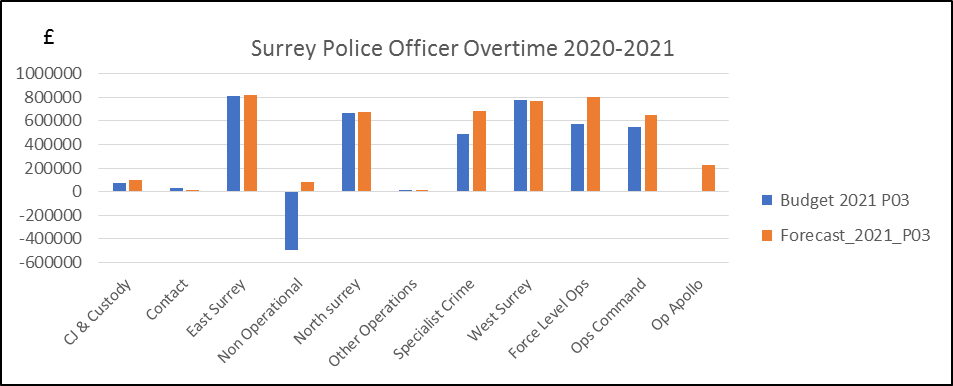 £
Surrey Police Officer Overtime 2020-2021
1000000
800000
600000
400000
200000
0
-200000
-400000
-600000
CJ & Custody
Contact
East Surrey
Non Operational
North surrey
Other Operations
Specialist Crime
West Surrey
Force Level Ops
Ops Command
Op Apollo
Budget 2021 P03
Forecast_2021_P03